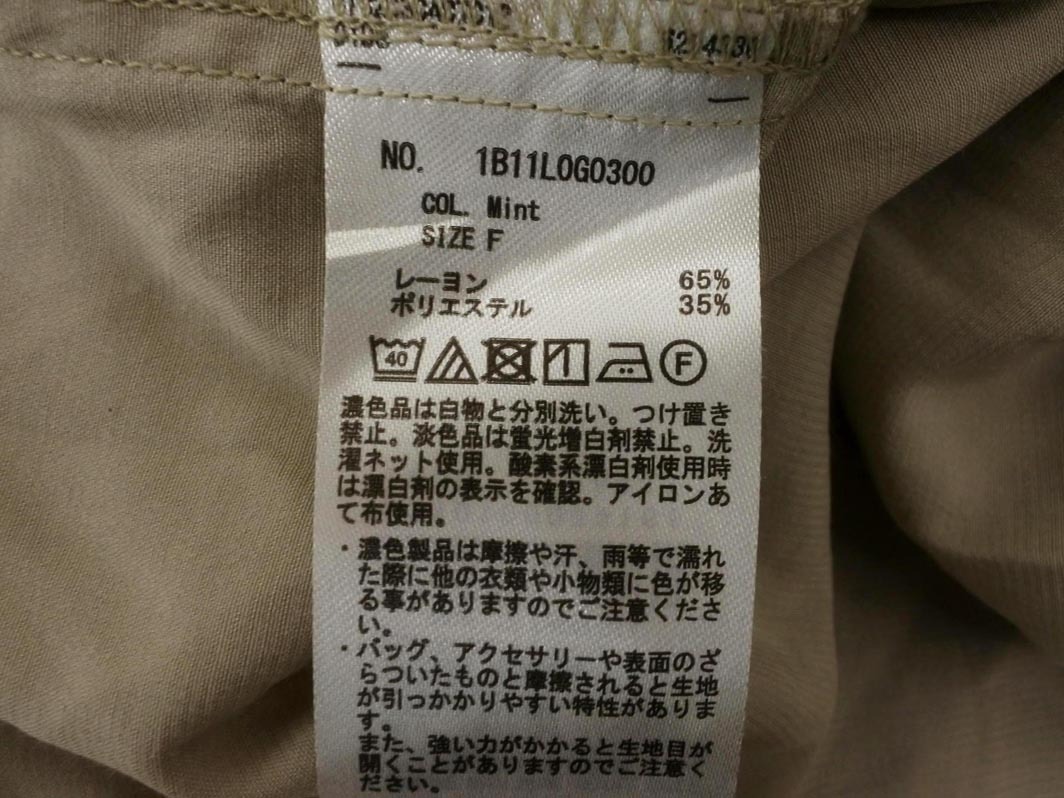 NO. 1B11L0G0300
COL. Mint
SIZE F
レーヨン 65%
ポリエステル 35%
40
F
濃色品は白物と分別洗い。つけ置き
禁止。淡色品は蛍光増白剤禁止。洗
濯ネット使用。酸素系漂白剤使用時
は漂白剤の表示を確認。アイロンあ
て布使用。
・濃色製品は摩擦や汗、雨等で濡れ
た際に他の衣類や小物類に色が移
る事がありますのでご注意くださ
い。
・バッグ、アクセサリーや表面のざ
らついたものと摩擦されると生地
が引っかかりやすい特性がありま
す。
また、強い力がかかると生地目が
開くことがありますのでご注意く
ださい。